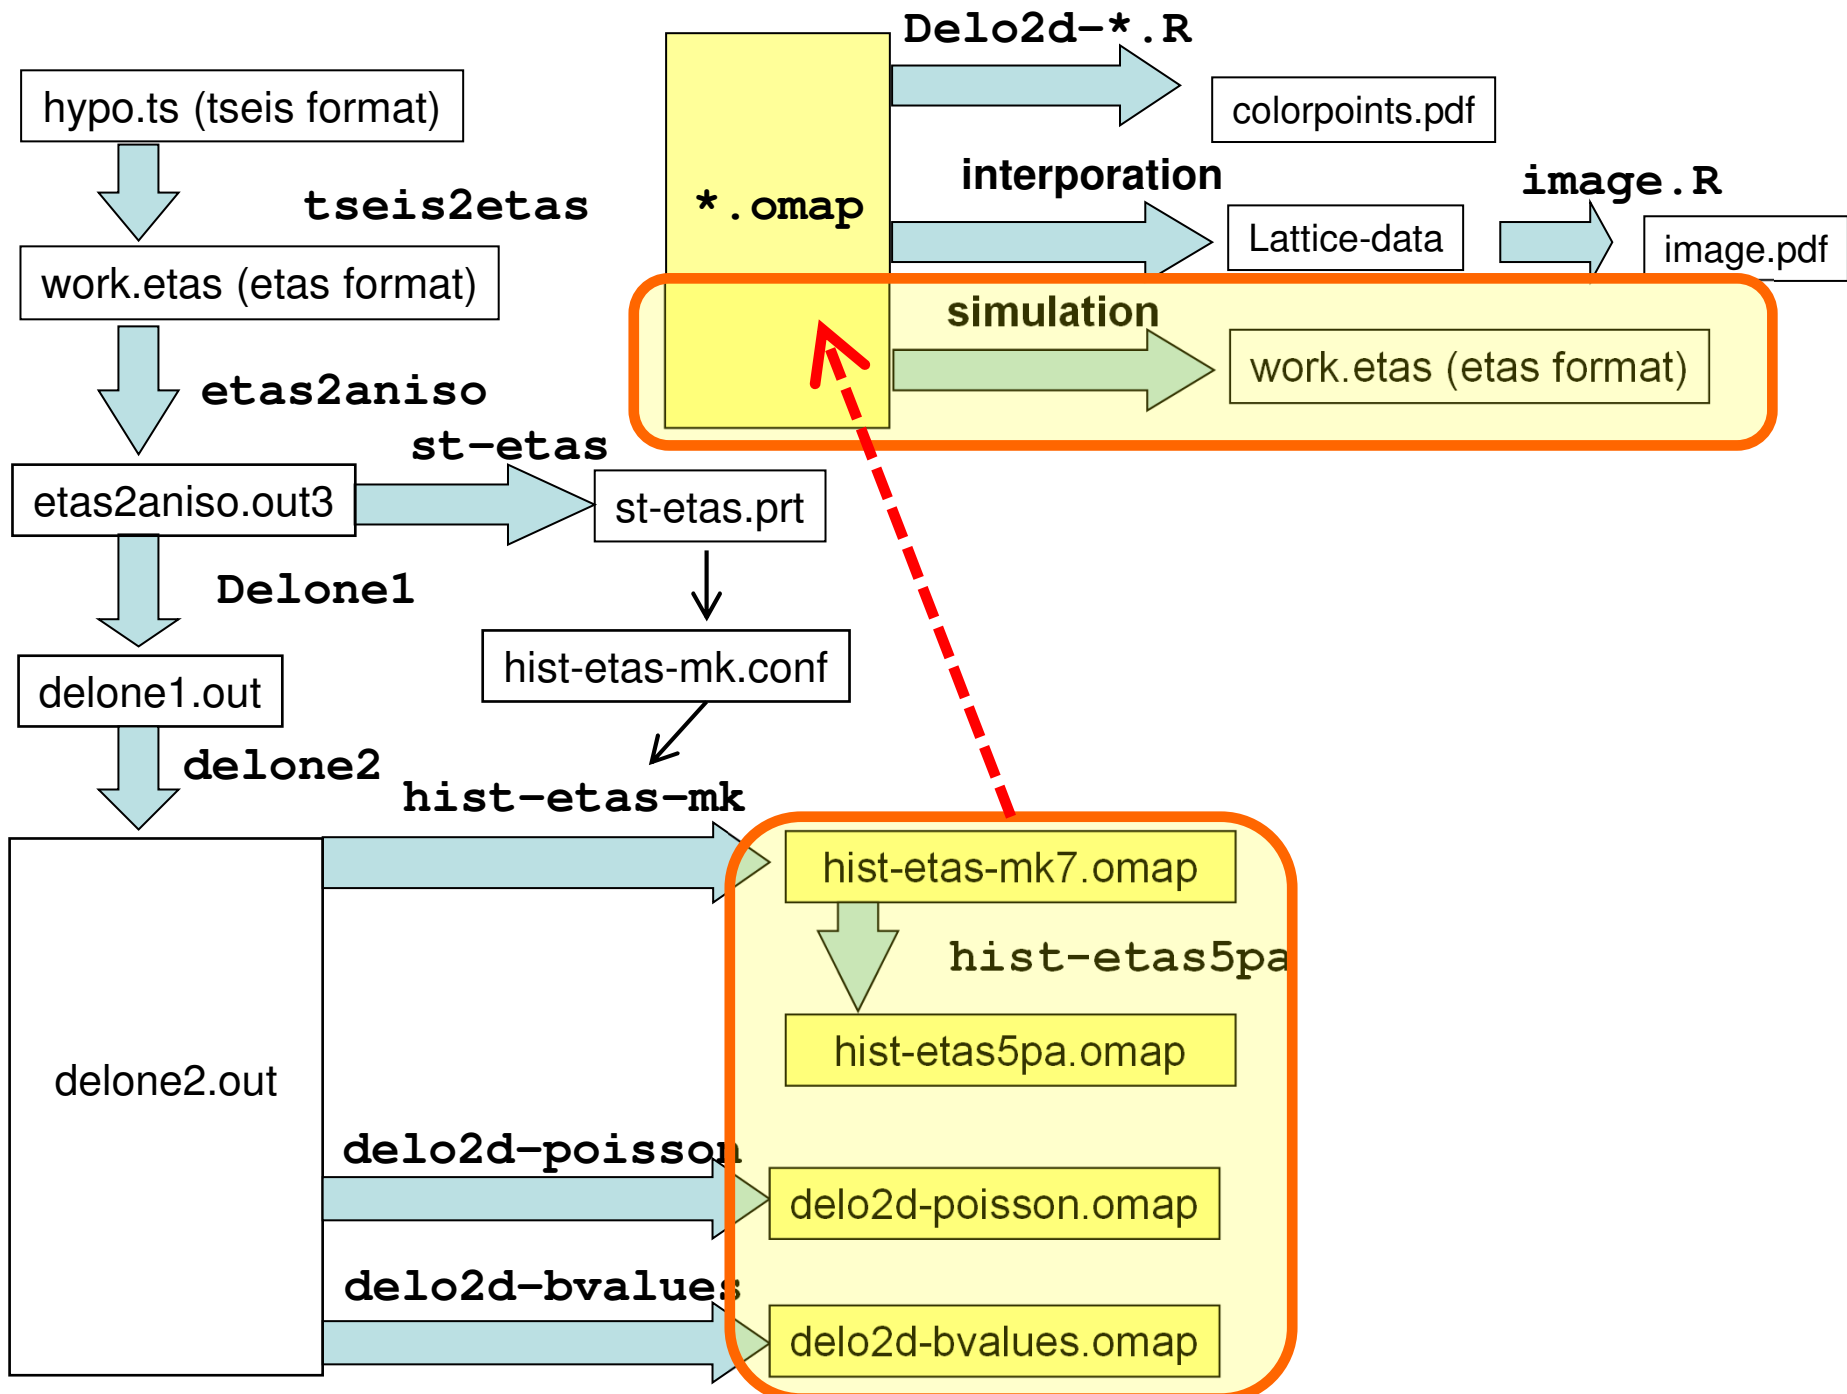 Delo2d-*.R
hypo.ts (tseis format)
colorpoints.pdf
interporation
image.R
tseis2etas
*.omap
Lattice-data
image.pdf
work.etas (etas format)
simulation
work.etas (etas format)
etas2aniso
st-etas
etas2aniso.out3
st-etas.prt
Delone1
hist-etas-mk.conf
delone1.out
delone2
hist-etas-mk
hist-etas-mk7.omap
hist-etas5pa
hist-etas5pa.omap
delone2.out
delo2d-poisson
delo2d-poisson.omap
delo2d-bvalues
delo2d-bvalues.omap